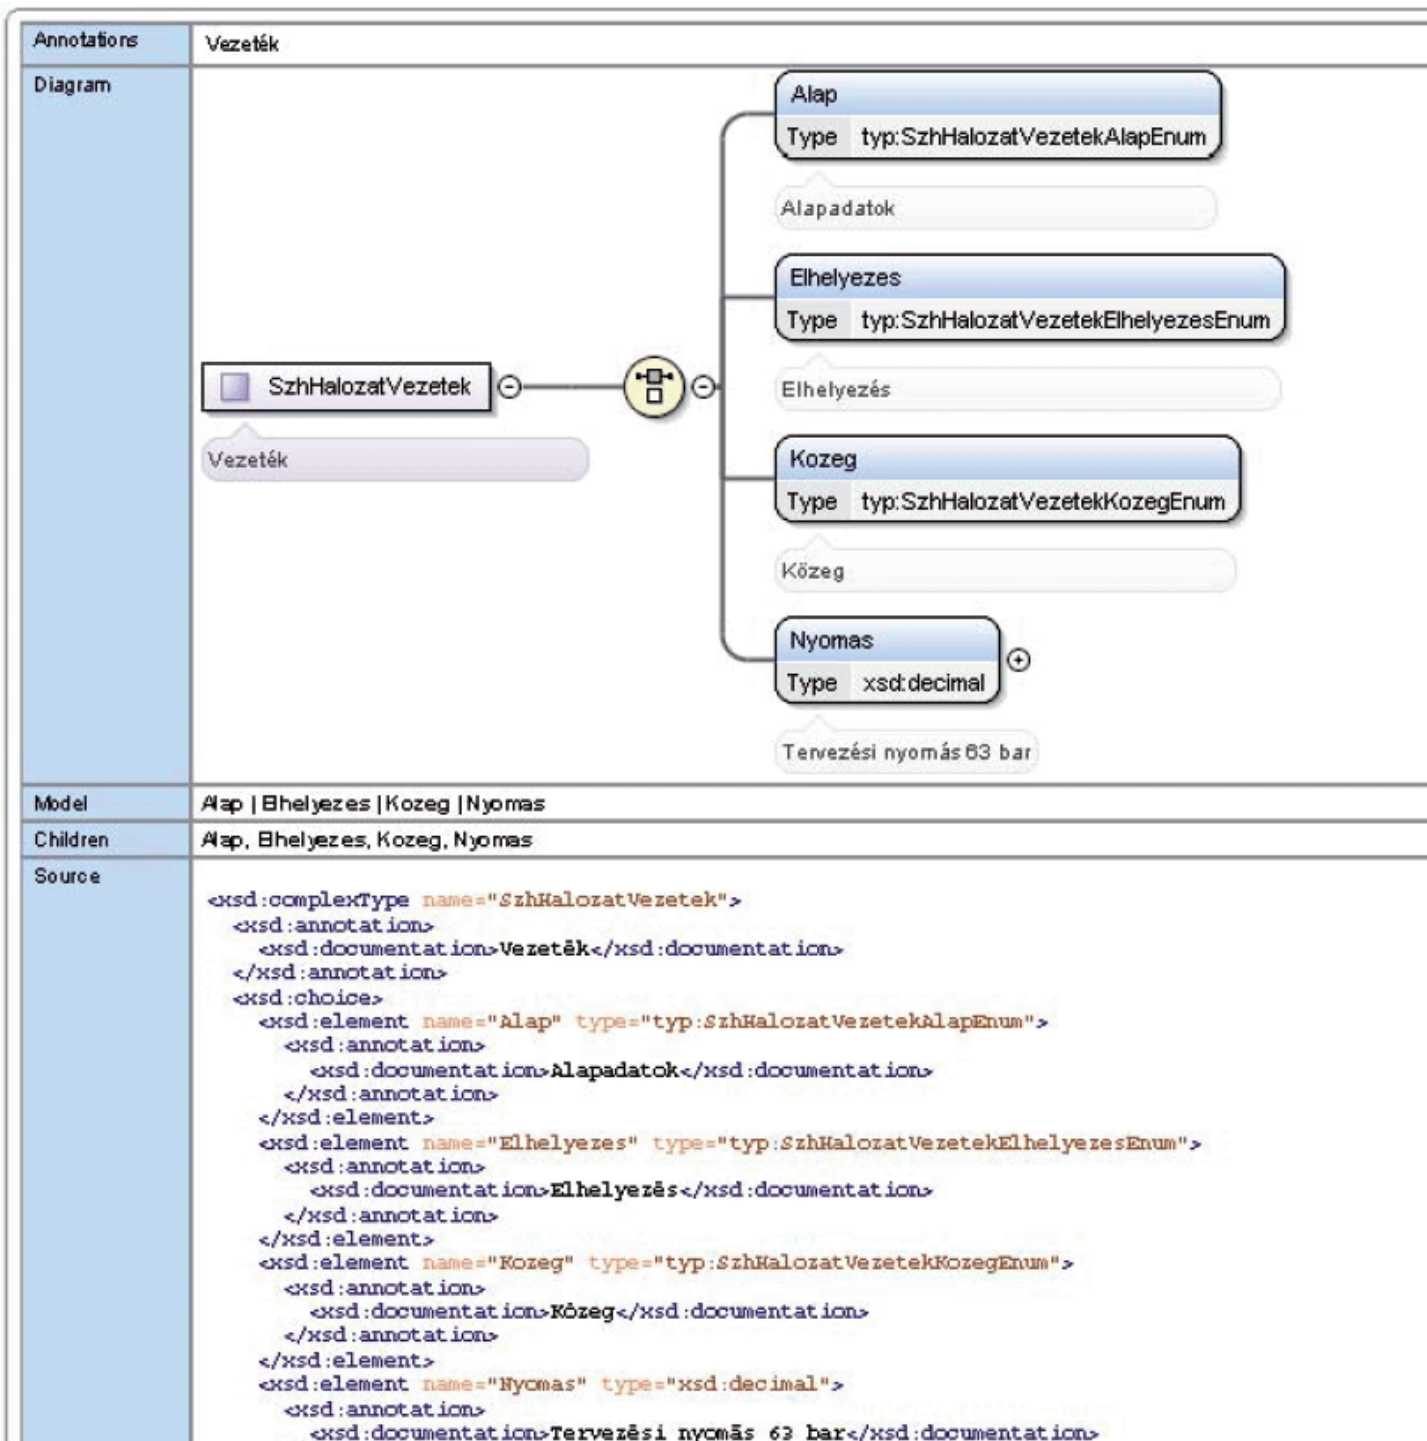 Annotations
Vezeték
Diagram
Alap
Type typ:SzhHalozatVezetekAlapEnum
Alapadatok
Elhelyezes
Type typ:SzhHalozatVezetekElhelyezesEnum
Elhelyezés
SzhHalozatVezetek
Vezeték
Kozeg
Type typ:SzhHalozatVezetekKozegEnum
Közeg
Nyomas
Type xsd:decimal
Tervezési nyomás 63 bar
Model
Alap | Elhelyezes | Kozeg | Nyomas
Children
Alap, Elhelyezes, Kozeg, Nyomas
Source
<xsd:complexType name="SzhHalozatVezetek">
<xsd:annotation>
<xsd:documentation>Vezeték</xsd:documentation>
</xsd:annotation>
<xsd:choice>
<xsd:element name="Alap" type="typ:SzhHalozatVezetekAlapEnum">
<xsd:annotation>
<xsd:documentation>Alapadatok</xsd:documentation>
</xsd:annotation>
</xsd:element>
<xsd:element name="Elhelyezes" type="typ:SzhHalozatVezetekElhelyezesEnum">
<xsd:annotation>
<xsd:documentation>Elhelyezés</xsd:documentation>
</xsd:annotation>
</xsd:element>
<xsd:element name="Kozeg" type="typ:SzhHalozatVezetekKozegEnum">
<xsd:annotation>
<xsd:documentation>Közeg</xsd:documentation>
</xsd:annotation>
</xsd:element>
<xsd:element name="Nyomas" type="xsd:decimal">
<xsd:annotation>
<xsd:documentation>Tervezési nyomás 63 bar</xsd:documentation>